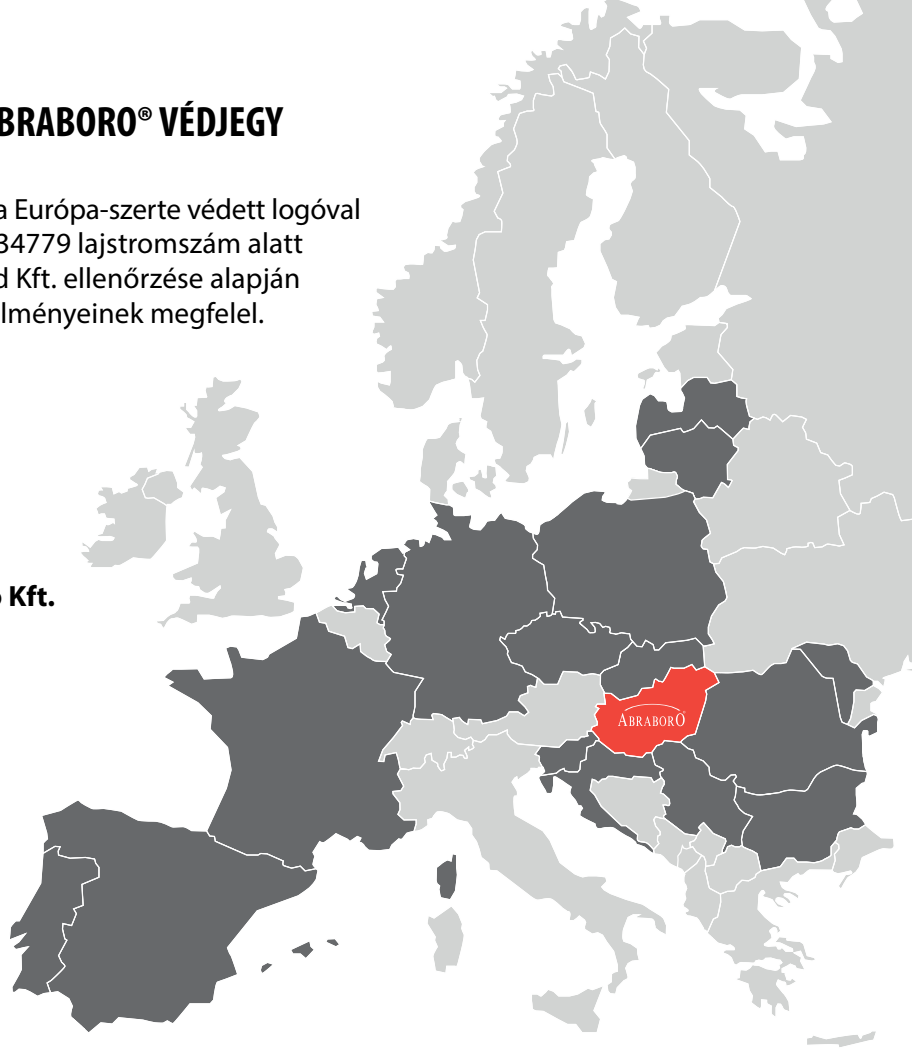 BRABORO® VÉDJEGY
a Európa-szerte védett logóval
34779 lajstromszám alatt
d Kft. ellenőrzése alapján
lményeinek megfelel.
Kft.
ABRABORO